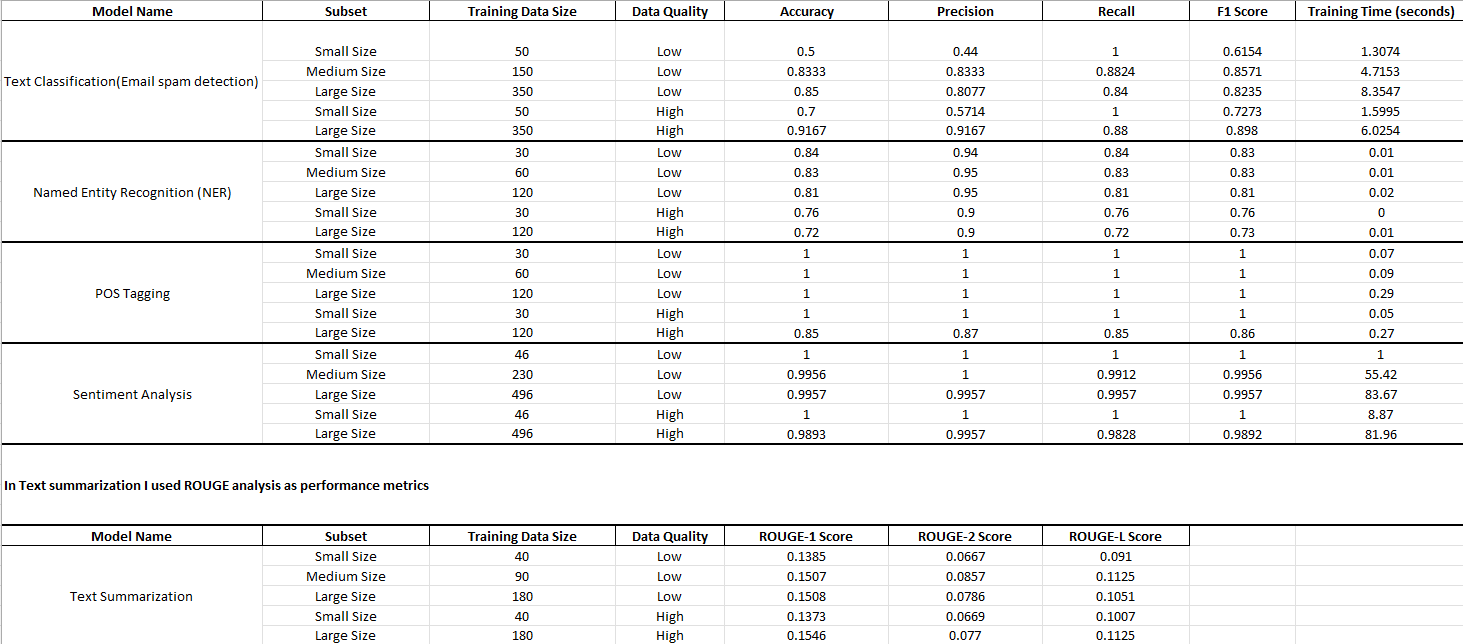 Model Name Subset Training Data Size Data Quality Accuracy Precision Recall F1 Score Training Time (seconds)
Small Size 50 Low 0.5 0.44 1 0.6154 1.3074
Medium Size 150 Low 0.8333 0.8333 0.8824 0.8571 4.7153
Text Classification(Email spam detection)
Large Size 350 Low 0.85 0.8077 0.84 0.8235 8.3547
Small Size 50 High 0.7 0.5714 1 0.7273 1.5995
Large Size 350 High 0.9167 0.9167 0.88 0.898 6.0254
Small Size 30 Low 0.84 0.94 0.84 0.83 0.01
Medium Size 60 Low 0.83 0.95 0.83 0.83 0.01
Named Entity Recognition (NER) Large Size 120 Low 0.81 0.95 0.81 0.81 0.02
Small Size 30 High 0.76 0.9 0.76 0.76 0
Large Size 120 High 0.72 0.9 0.72 0.73 0.01
Small Size 30 Low 1 1 1 1 0.07
Medium Size 60 Low 1 1 1 1 0.09
POS Tagging Large Size 120 Low 1 1 1 1 0.29
Small Size 30 High 1 1 1 1 0.05
Large Size 120 High 0.85 0.87 0.85 0.86 0.27
Small Size 46 Low 1 1 1 1 1
Medium Size 230 Low 0.9956 1 0.9912 0.9956 55.42
Sentiment Analysis Large Size 496 Low 0.9957 0.9957 0.9957 0.9957 83.67
Small Size 46 High 1 1 1 1 8.87
Large Size 496 High 0.9893 0.9957 0.9828 0.9892 81.96
In Text summarization I used ROUGE analysis as performance metrics
Model Name Subset Training Data Size Data Quality ROUGE-1 Score ROUGE-2 Score ROUGE-L Score
Small Size 40 Low 0.1385 0.0667 0.091
Medium Size 90 Low 0.1507 0.0857 0.1125
Text Summarization Large Size 180 Low 0.1508 0.0786 0.1051
Small Size 40 High 0.1373 0.0669 0.1007
Large Size 180 High 0.1546 0.077 0.1125